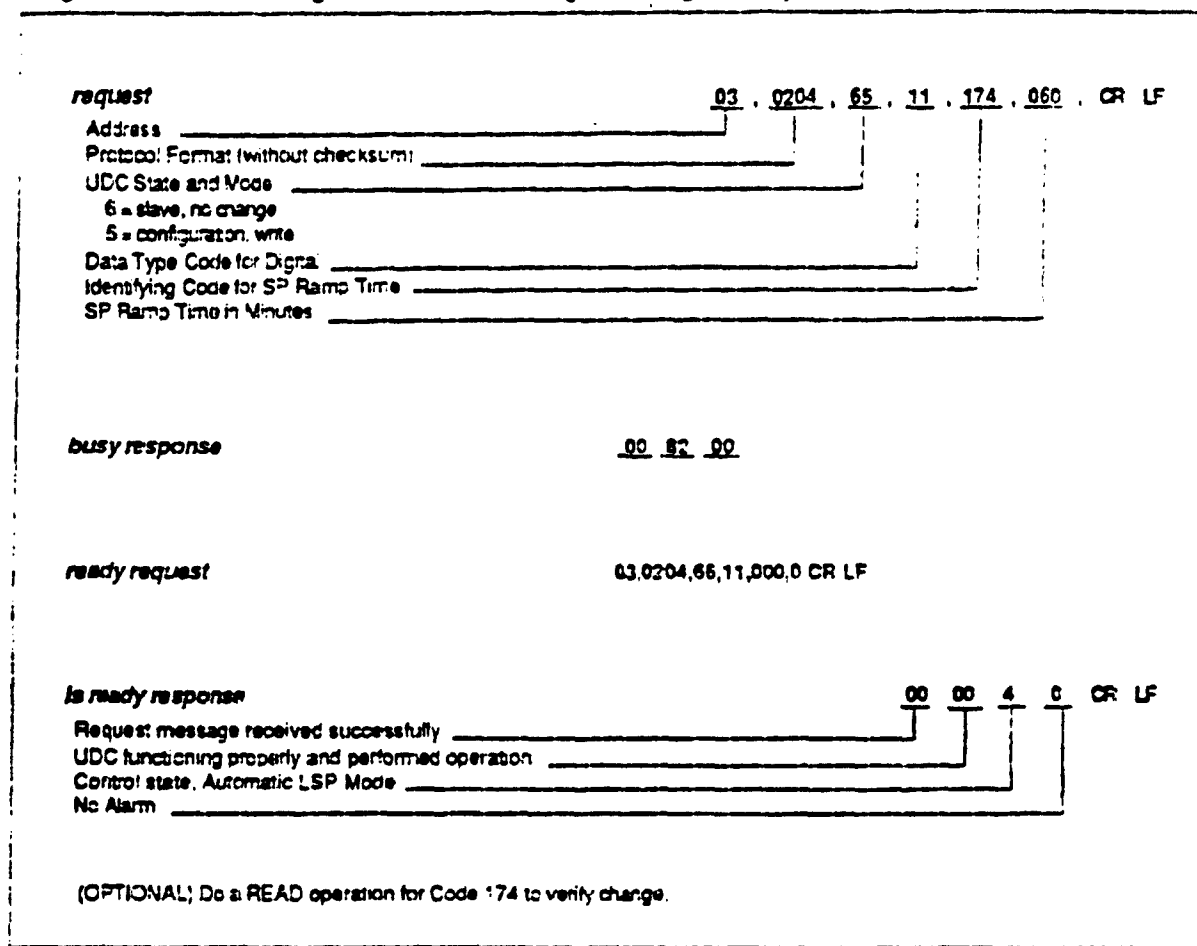 request 03 , 0204 , 65 , 11 , 174 , 060 , CR LF
Address
Protocol Format (without checksum)
UDC State and Mode
6 = slave, no change
5 = configuration, write
Data Type Code for Digital
Identifying Code for SP Ramp Time
SP Ramp Time in Minutes
busy response 00 82 00
ready request 03,0204,66,11,000,0 CR LF
is ready response 00 00 4 0 CR LF
Request message received successfully
UDC functioning properly and performed operation
Control state, Automatic LSP Mode
No Alarm
(OPTIONAL) Do a READ operation for Code 174 to verify change.